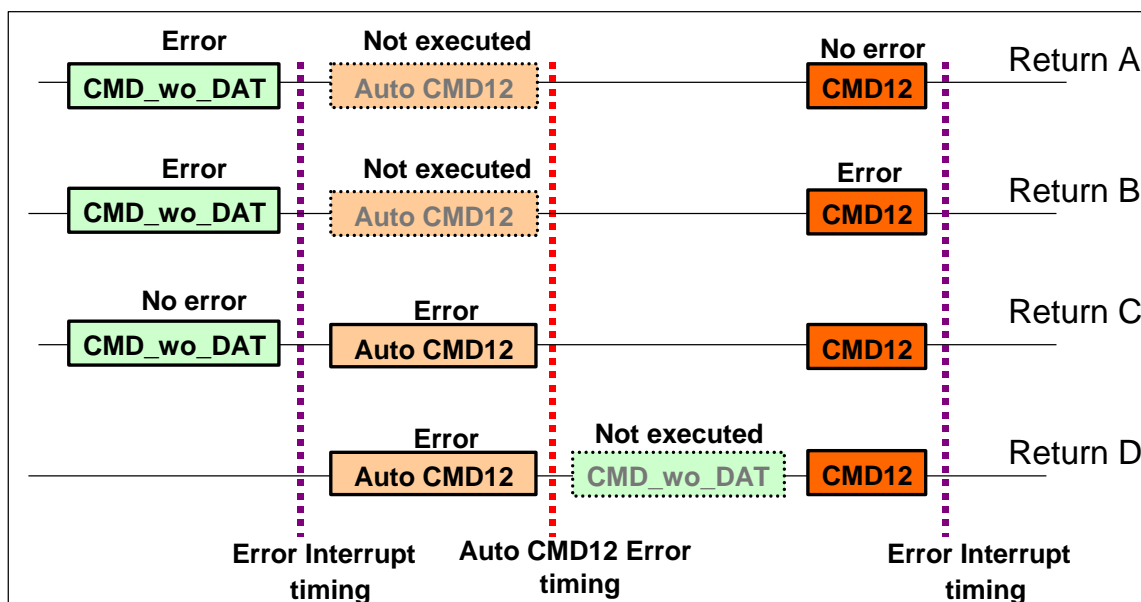 Error
Not executed
No error
Return A
CMD_wo_DAT
Auto CMD12
CMD12
Error
Not executed
Error
Return B
CMD_wo_DAT
Auto CMD12
CMD12
No error
Error
Return C
CMD_wo_DAT
Auto CMD12
CMD12
Error
Not executed
Return D
Auto CMD12
CMD_wo_DAT
CMD12
Error Interrupt
timing
Auto CMD12 Error
timing
Error Interrupt
timing